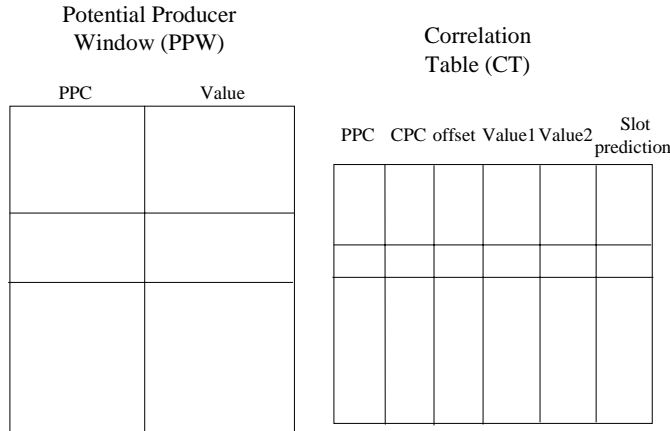 Potential Producer
Window (PPW)
PPC Value
Correlation
Table (CT)
PPC CPC offset Value1 Value2 Slot
prediction